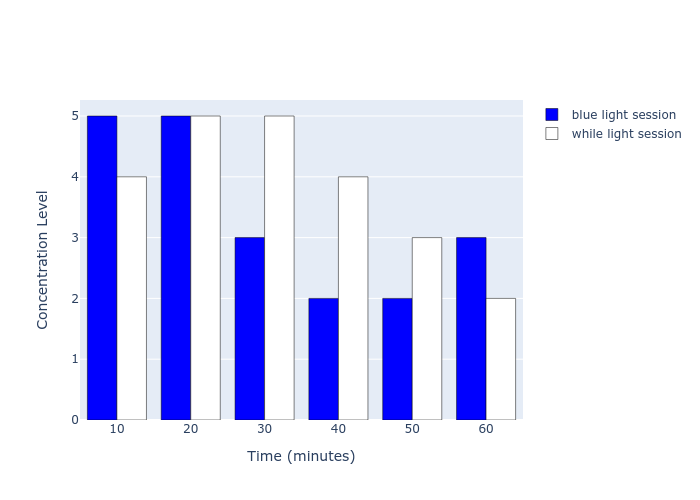 blue light session
while light session
5
4
3
2
1
0
Concentration Level
10 20 30 40 50 60
Time (minutes)